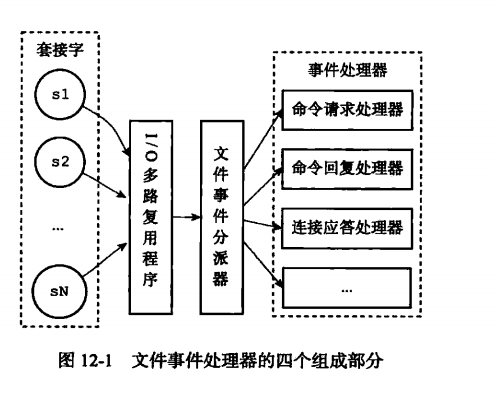 套接字
s1
s2
...
sN
I/O多路复用程序
文件事件分派器
事件处理器
命令请求处理器
命令回复处理器
连接应答处理器
...
图 12-1 文件事件处理器的四个组成部分